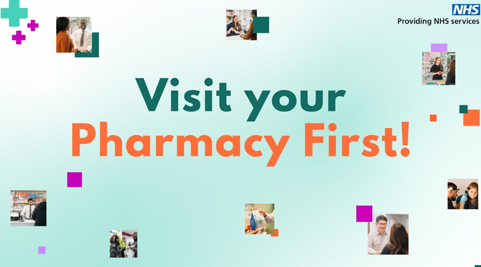 NHS
Providing NHS services
Visit your
Pharmacy First!